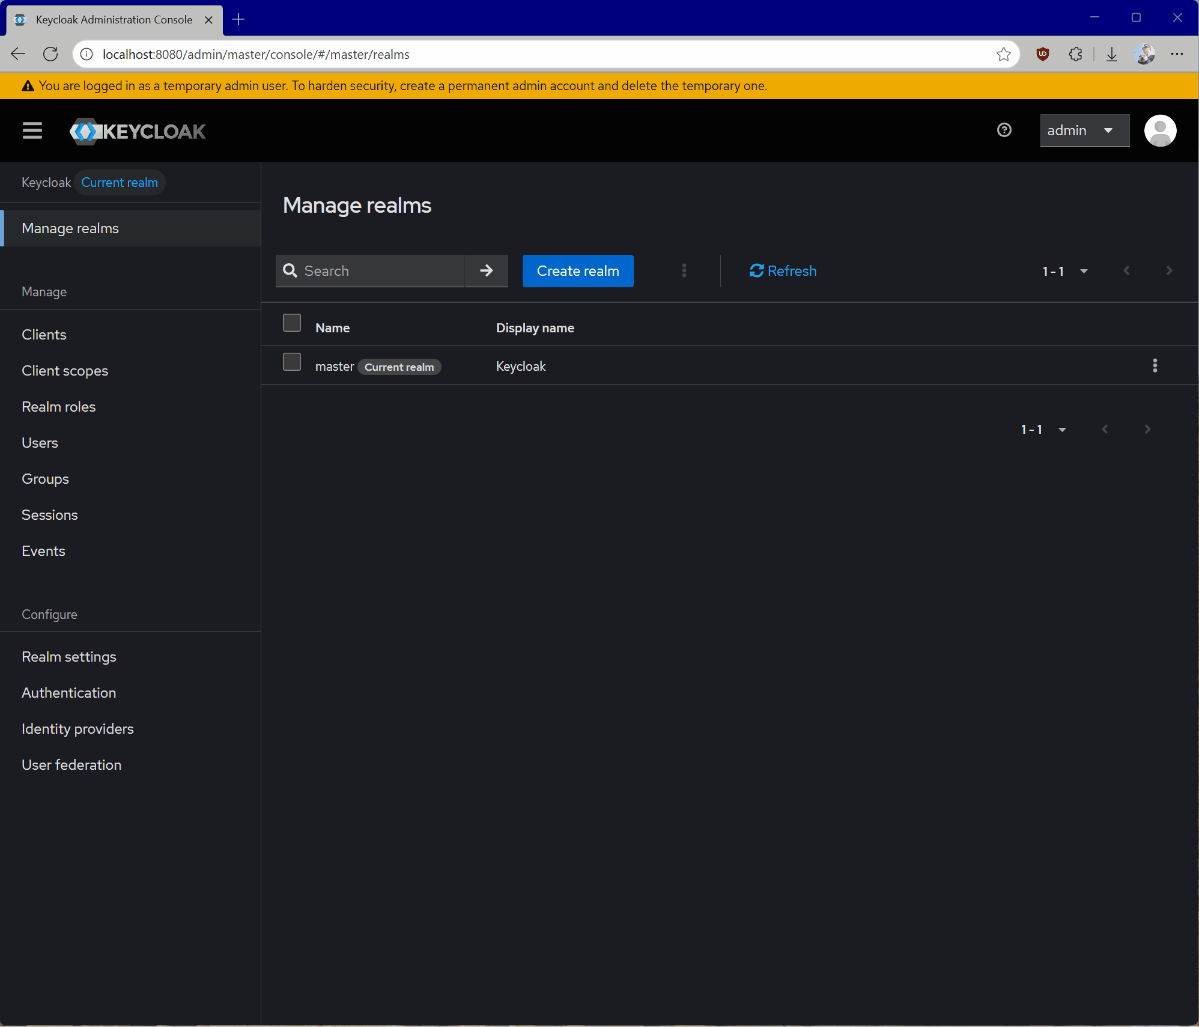 Keycloak Administration Console
localhost:8080/admin/master/console/#/master/realms
You are logged in as a temporary admin user. To harden security, create a permanent admin account and delete the temporary one.
KEYCLOAK
admin
Keycloak Current realm
Manage realms
Manage
Clients
Client scopes
Realm roles
Users
Groups
Sessions
Events
Configure
Realm settings
Authentication
Identity providers
User federation
Manage realms
Search Create realm Refresh 1 - 1
Name Display name
master Current realm Keycloak
1 - 1